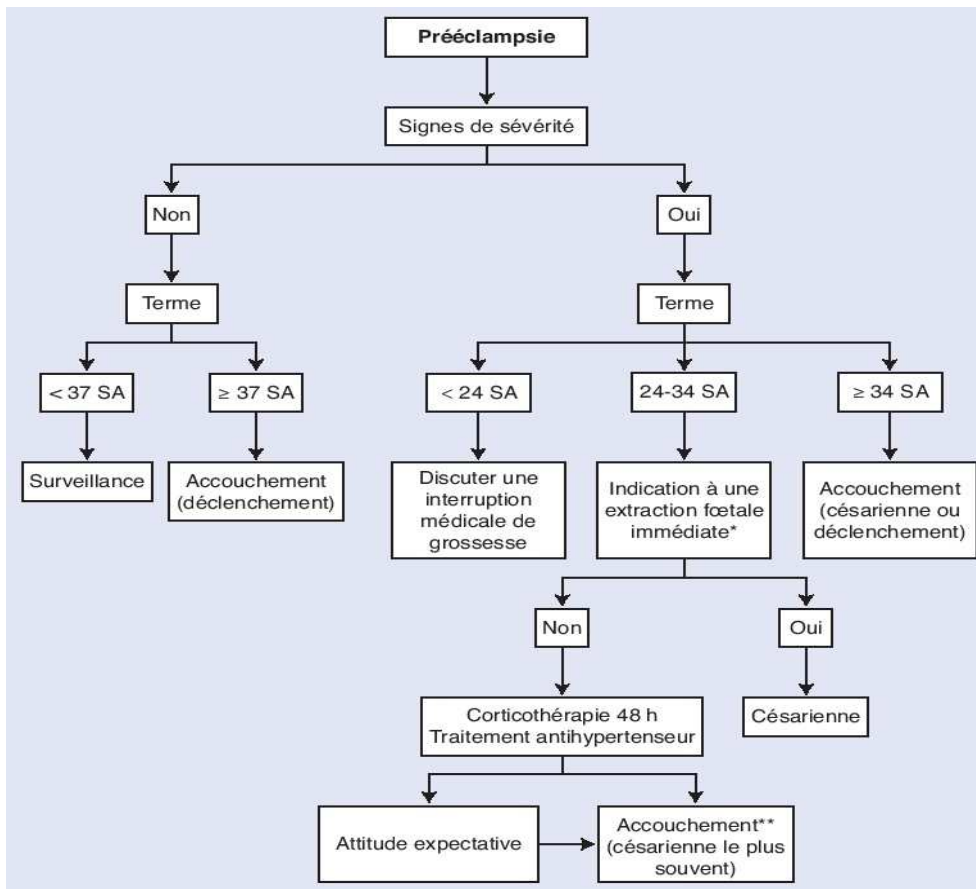 Prééclampsie
Signes de sévérité
Non
Oui
Terme
Terme
< 37 SA
≥ 37 SA
< 24 SA
24-34 SA
≥ 34 SA
Surveillance
Accouchement
(déclenchement)
Discuter une
interruption
médicale de
grossesse
Indication à une
extraction fœtale
immédiate*
Accouchement
(césarienne ou
déclenchement)
Non
Oui
Corticothérapie 48 h
Traitement antihypertenseur
Césarienne
Attitude expectative
Accouchement**
(césarienne le plus
souvent)